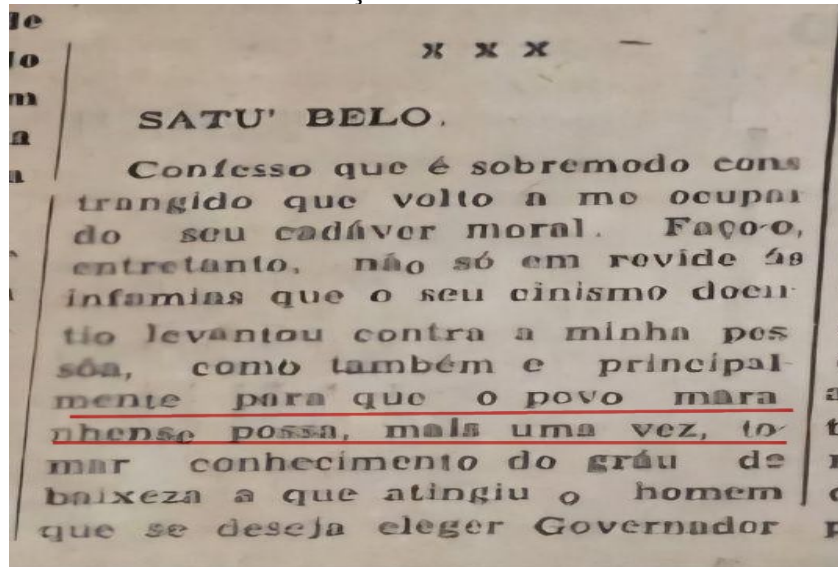 le
lo
m
a
a
x x x
SATU' BELO.
Confesso que é sobremodo cons
trangido que volto a me ocupar
do seu cadáver moral. Faço-o,
entretanto, não só em revide ás
infamias que o seu cinismo doen-
tio levantou contra a minha pes
sôa, como também e principal-
mente para que o povo mara
nhense possa, mais uma vez, to-
mar conhecimento do gráu de
baixeza a que atingiu o homem
que se deseja eleger Governador